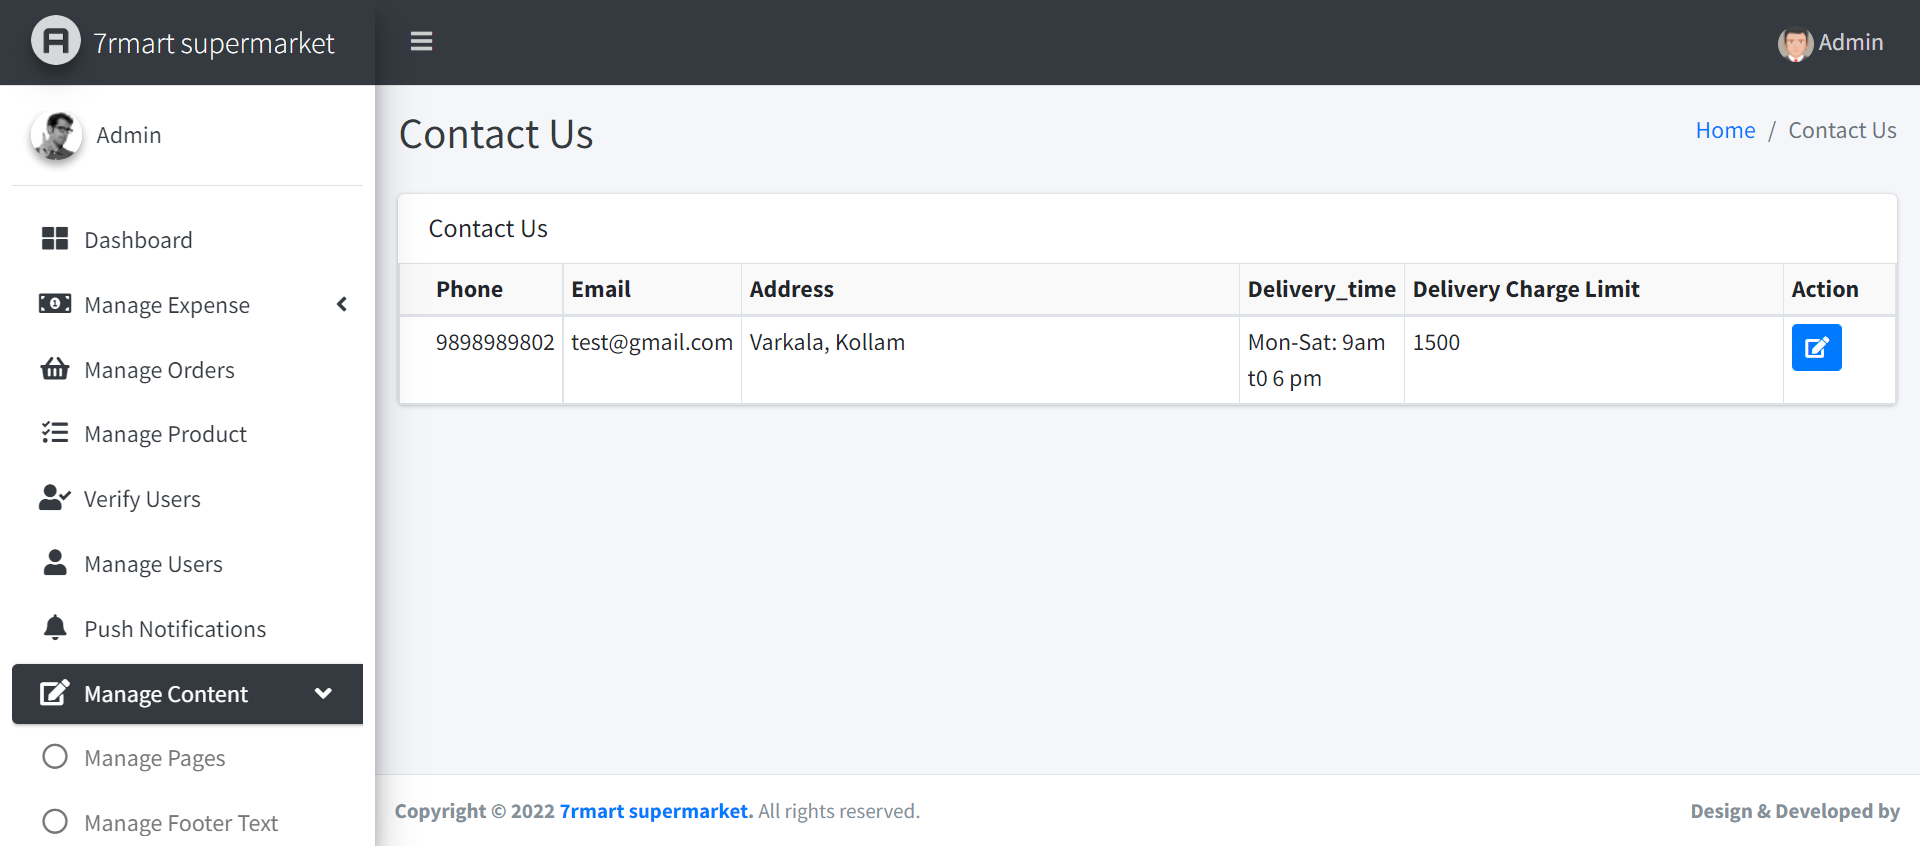 7rmart supermarket
Admin
Admin
Dashboard
Manage Expense
Manage Orders
Manage Product
Verify Users
Manage Users
Push Notifications
Manage Content
Manage Pages
Manage Footer Text
Contact Us
Home / Contact Us
Contact Us
Phone Email Address Delivery_time Delivery Charge Limit Action
9898989802 test@gmail.com Varkala, Kollam Mon-Sat: 9am 1500
t0 6 pm
Copyright © 2022 7rmart supermarket. All rights reserved.
Design & Developed by